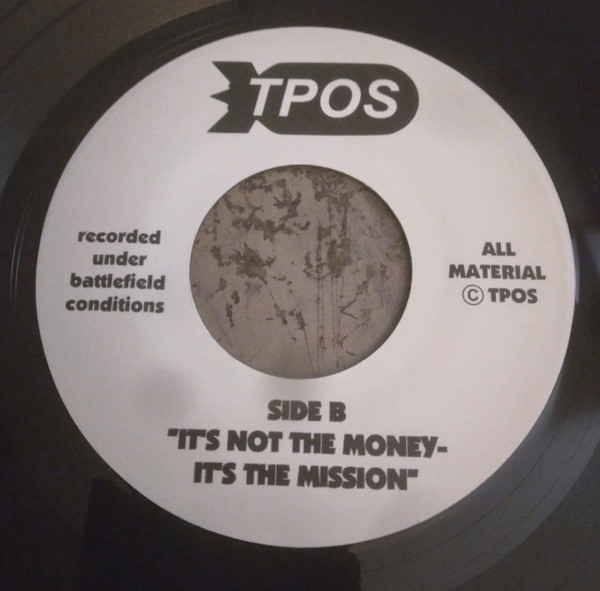 TPOS
recorded
under
battlefield
conditions
ALL
MATERIAL
© TPOS
SIDE B
"IT'S NOT THE MONEY-
IT'S THE MISSION"